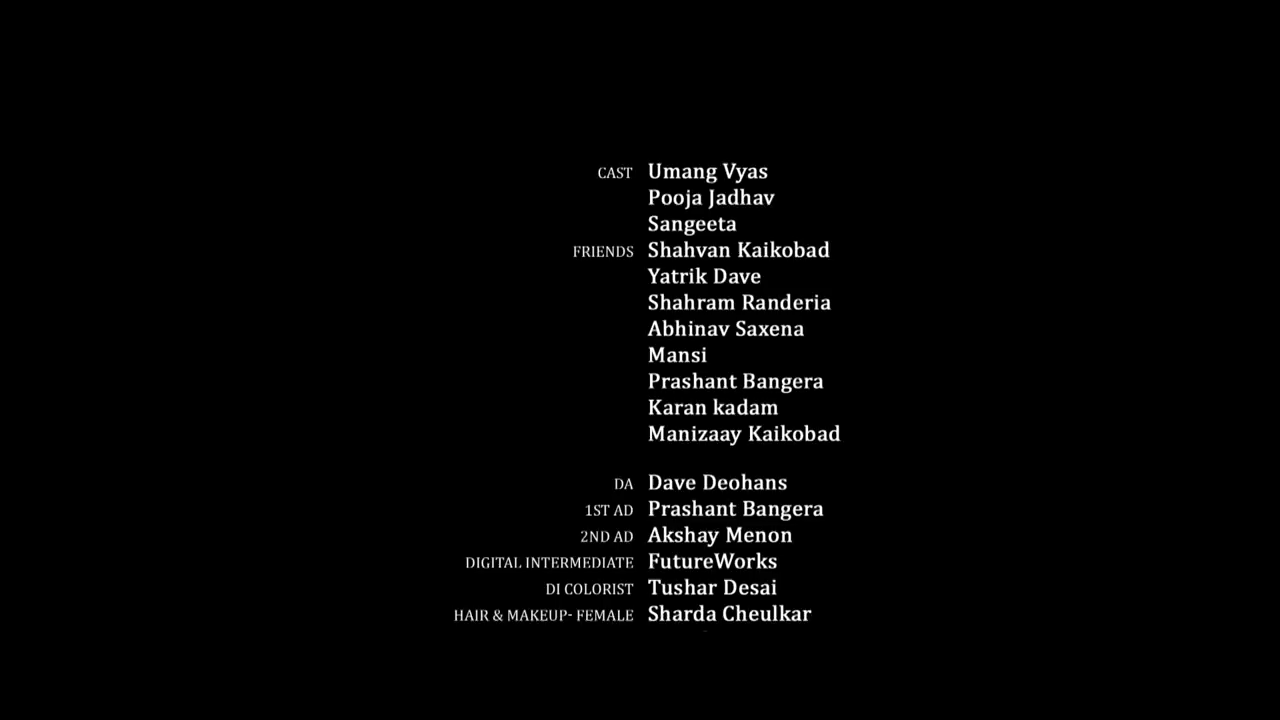 CAST Umang Vyas
Pooja Jadhav
Sangeeta
FRIENDS Shahvan Kaikobad
Yatrik Dave
Shahram Randeria
Abhinav Saxena
Mansi
Prashant Bangera
Karan kadam
Manizaay Kaikobad
DA Dave Deohans
1ST AD Prashant Bangera
2ND AD Akshay Menon
DIGITAL INTERMEDIATE FutureWorks
DI COLORIST Tushar Desai
HAIR & MAKEUP- FEMALE Sharda Cheulkar